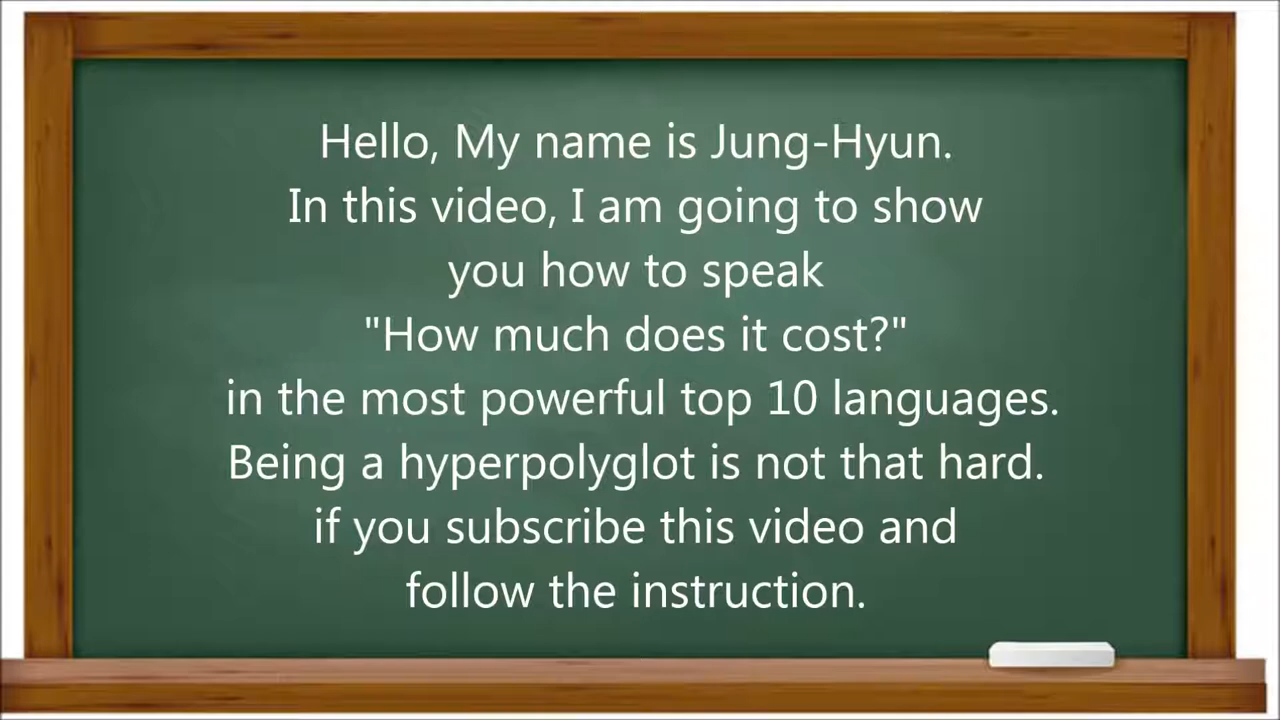 Hello, My name is Jung-Hyun.
In this video, I am going to show
you how to speak
"How much does it cost?"
in the most powerful top 10 languages.
Being a hyperpolyglot is not that hard.
if you subscribe this video and
follow the instruction.